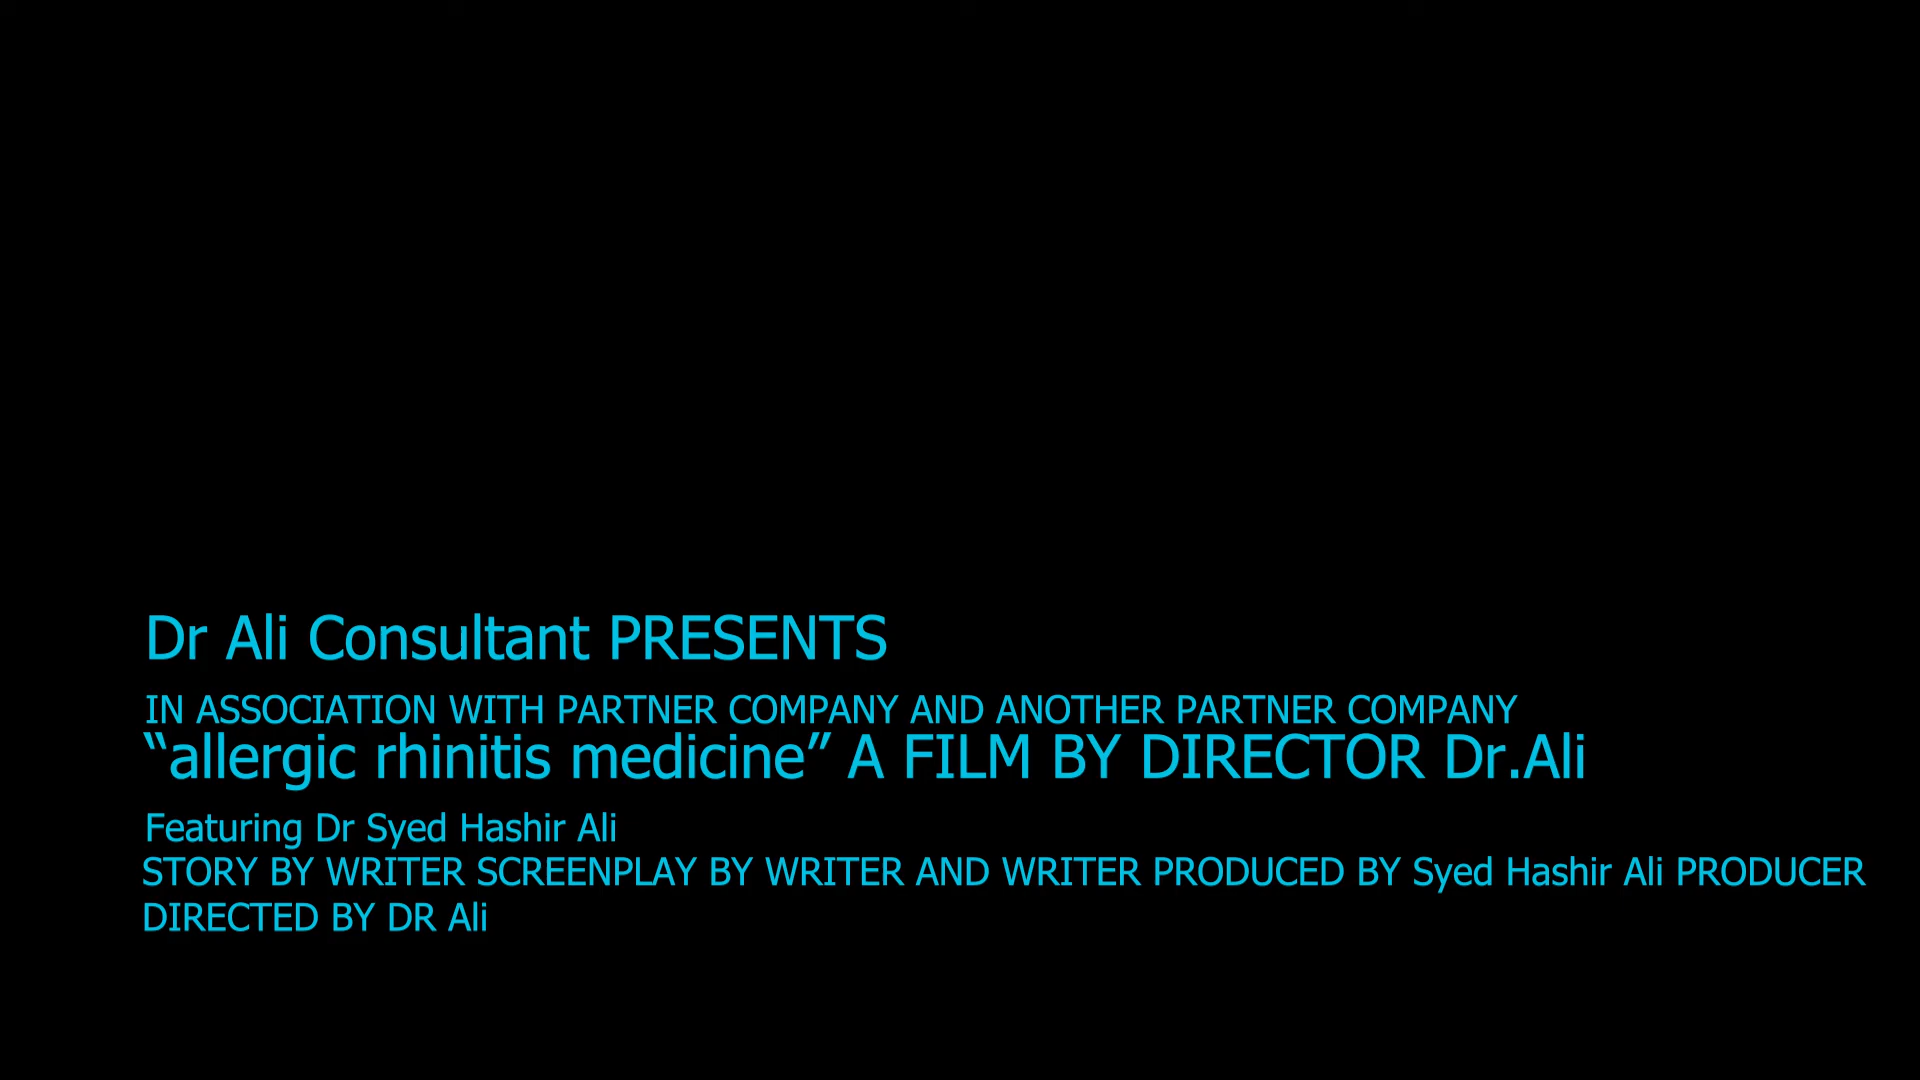 Dr Ali Consultant PRESENTS
IN ASSOCIATION WITH PARTNER COMPANY AND ANOTHER PARTNER COMPANY
“allergic rhinitis medicine” A FILM BY DIRECTOR Dr.Ali
Featuring Dr Syed Hashir Ali
STORY BY WRITER SCREENPLAY BY WRITER AND WRITER PRODUCED BY Syed Hashir Ali PRODUCER
DIRECTED BY DR Ali